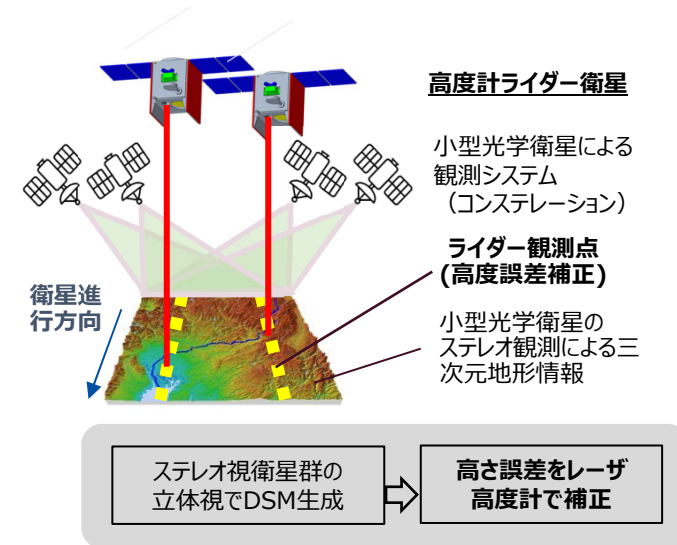 高度計ライダー衛星
小型光学衛星による
観測システム
（コンステレーション）
ライダー観測点
(高度誤差補正)
衛星進
行方向
小型光学衛星の
ステレオ観測による三
次元地形情報
ステレオ視衛星群の
立体視でDSM生成
高さ誤差をレーザ
高度計で補正